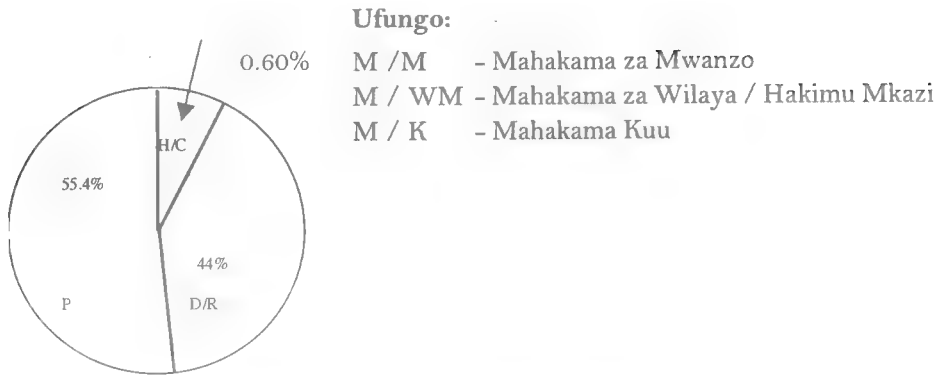 Ufungo:
0.60%
M /M - Mahakama za Mwanzo
M / WM - Mahakama za Wilaya / Hakimu Mkazi
M / K - Mahakama Kuu
H/C
55.4%
44%
P
D/R